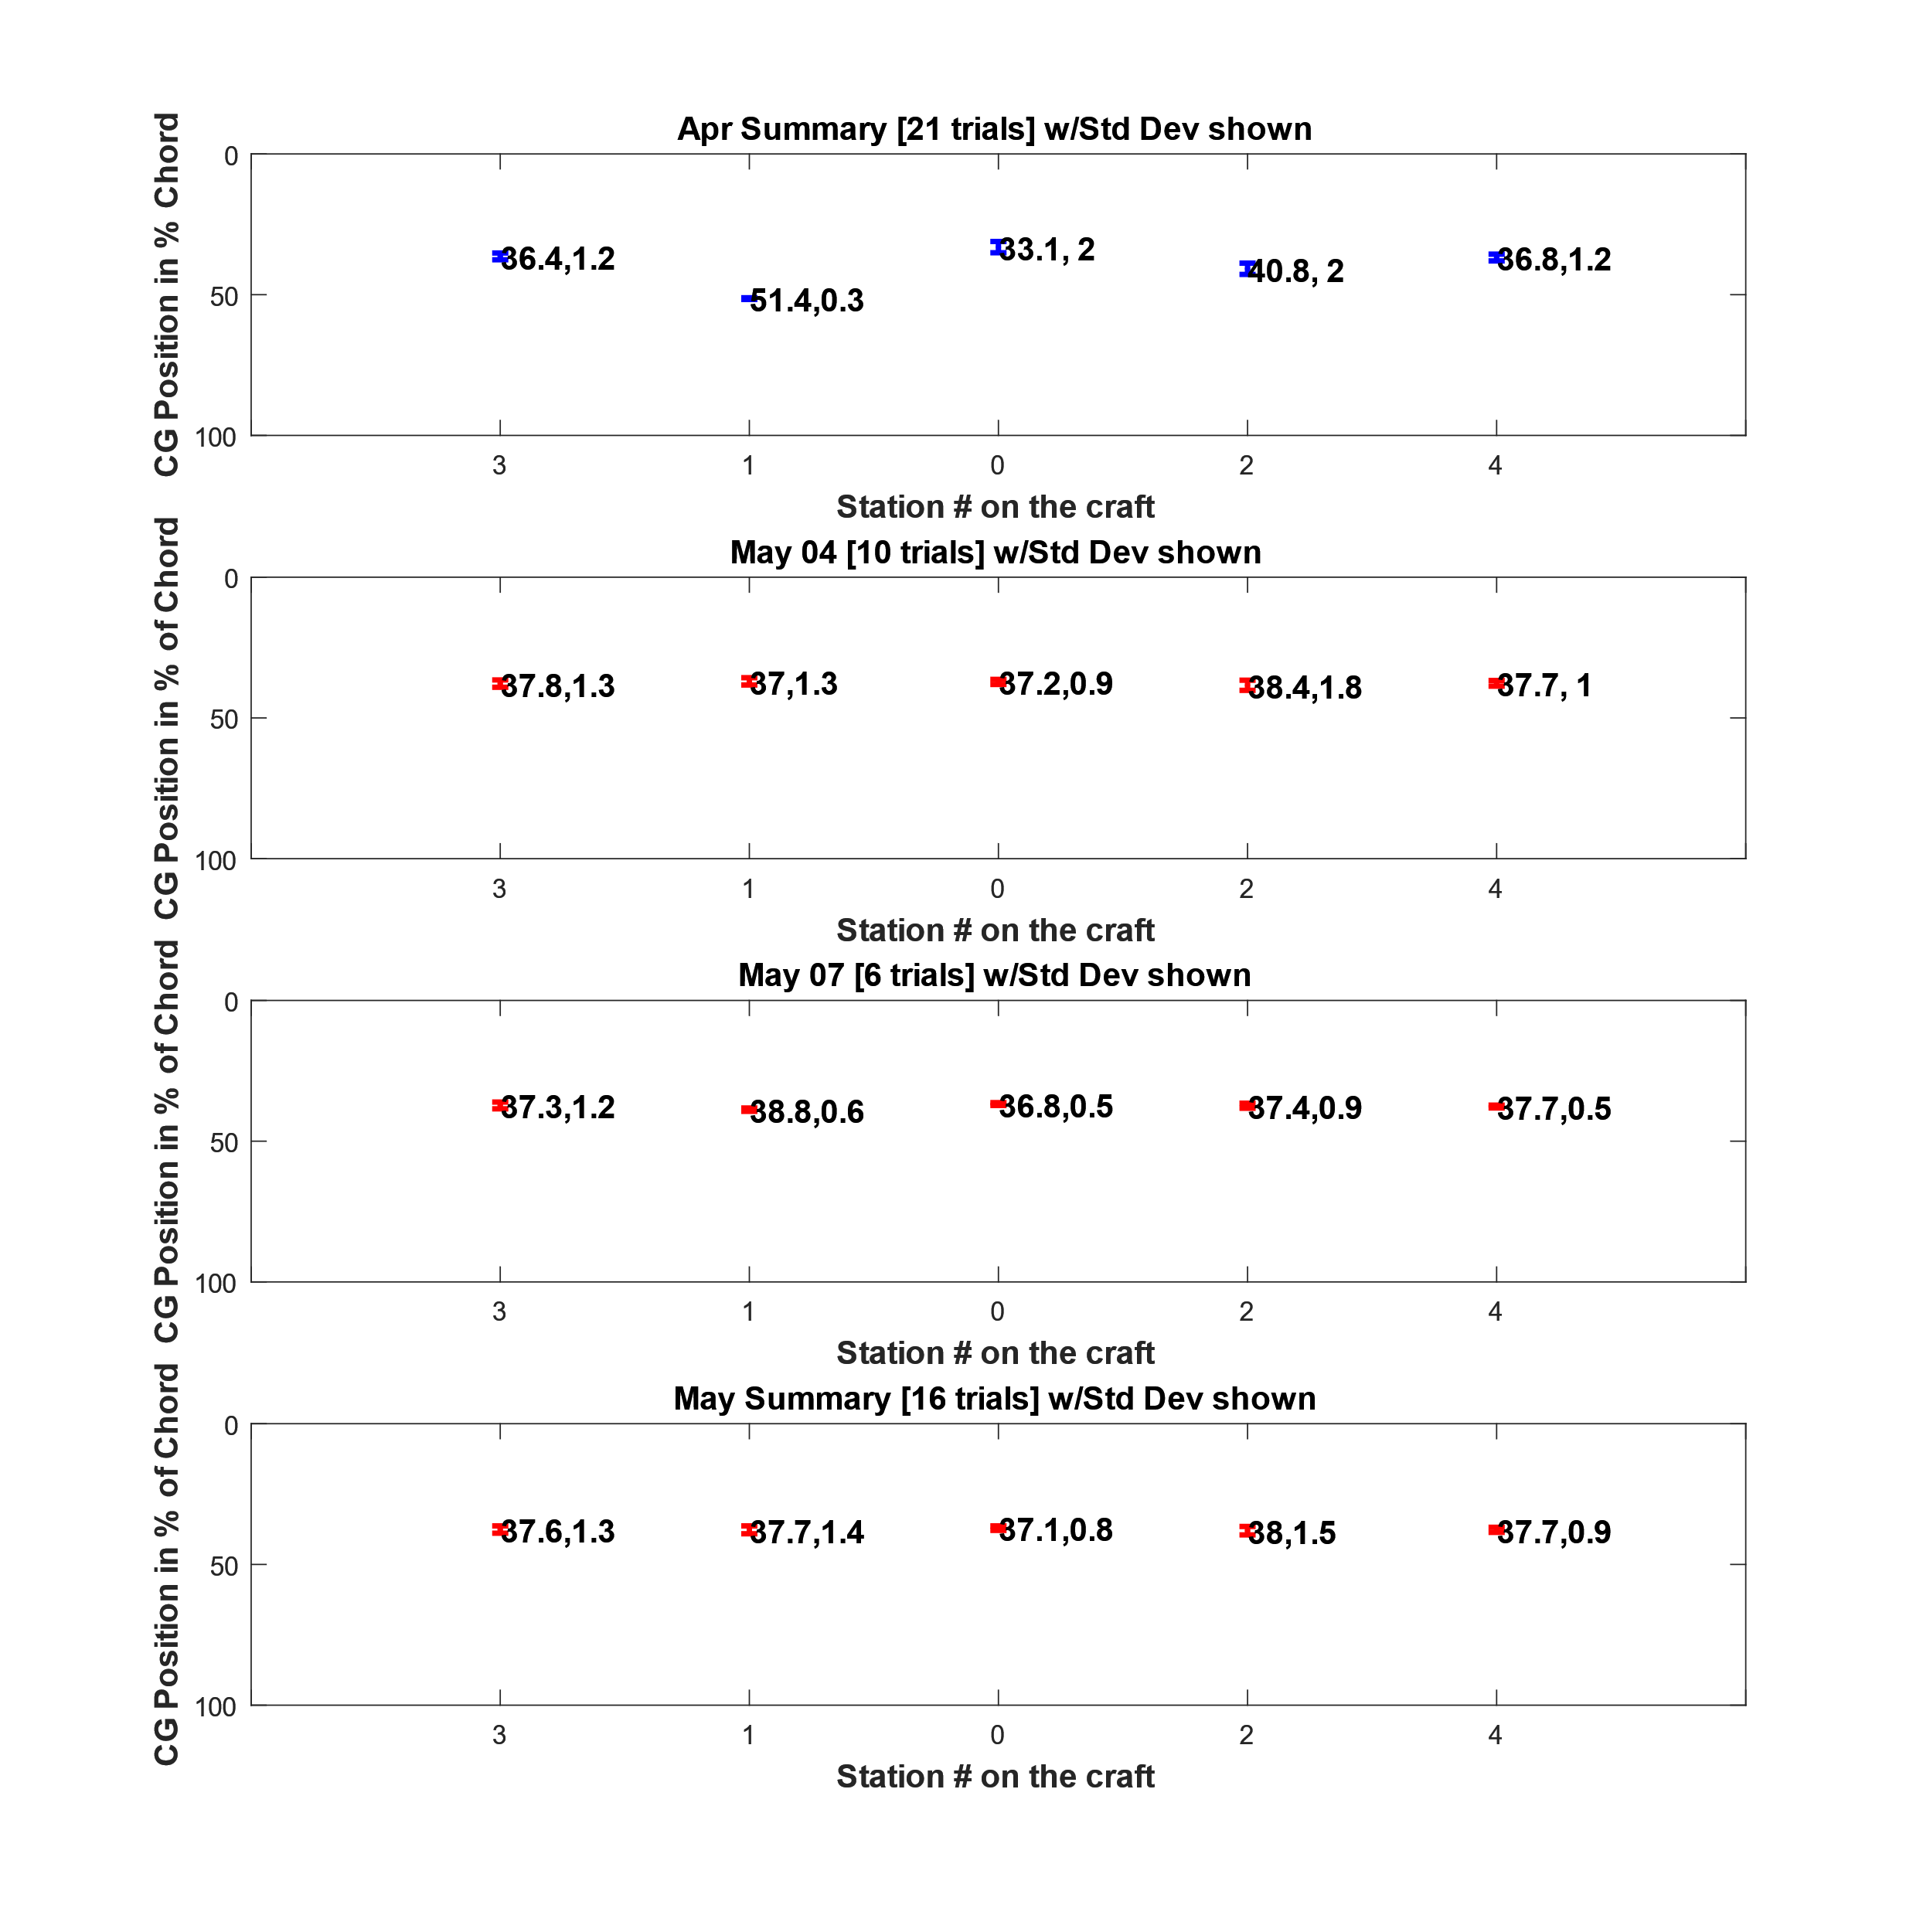 Apr Summary [21 trials] w/Std Dev shown
CG Position in % Chord
0
50
100
36.4,1.2
51.4,0.3
33.1, 2
40.8, 2
36.8,1.2
3 1 0 2 4
Station # on the craft
May 04 [10 trials] w/Std Dev shown
CG Position in % of Chord
0
50
100
37.8,1.3
37,1.3
37.2,0.9
38.4,1.8
37.7, 1
3 1 0 2 4
Station # on the craft
May 07 [6 trials] w/Std Dev shown
CG Position in % of Chord
0
50
100
37.3,1.2
38.8,0.6
36.8,0.5
37.4,0.9
37.7,0.5
3 1 0 2 4
Station # on the craft
May Summary [16 trials] w/Std Dev shown
CG Position in % of Chord
0
50
100
37.6,1.3
37.7,1.4
37.1,0.8
38,1.5
37.7,0.9
3 1 0 2 4
Station # on the craft